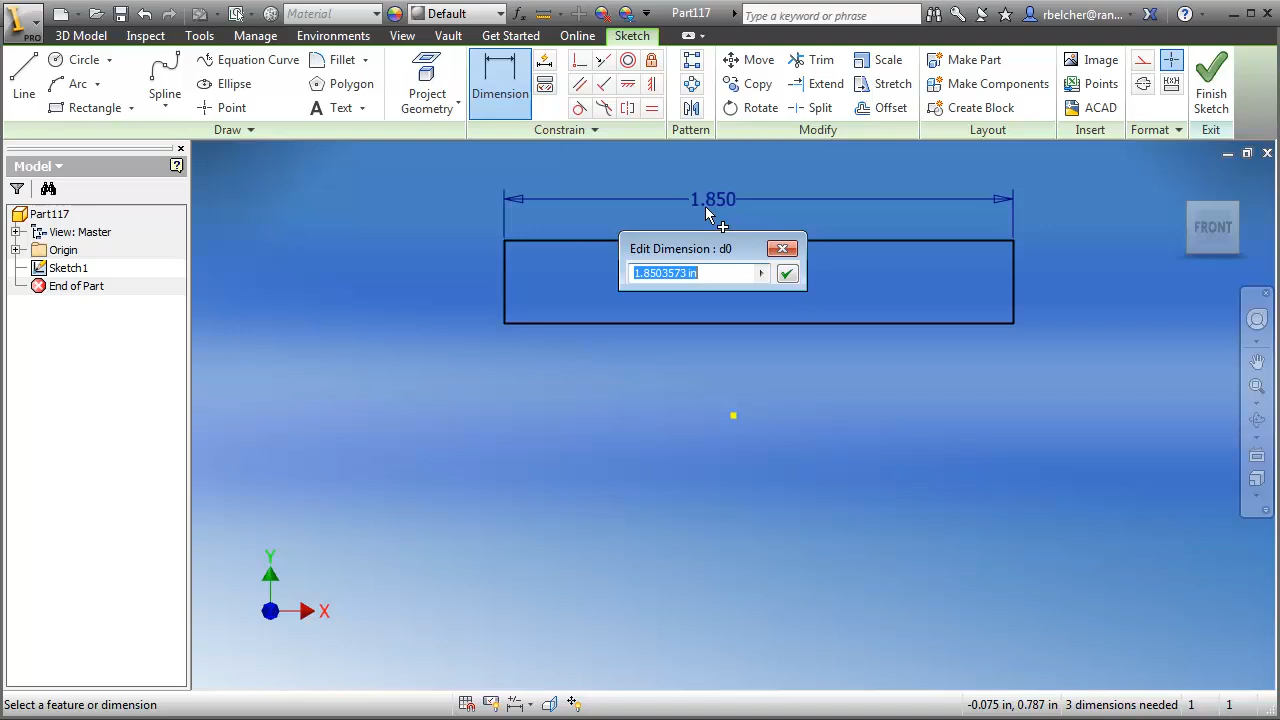 Material
Default
Part117
Type a keyword or phrase
rbelcher@ran...
PRO
3D Model
Inspect
Tools
Manage
Environments
View
Vault
Get Started
Online
Sketch
Line
Circle
Arc
Rectangle
Spline
Equation Curve
Ellipse
Point
Fillet
Polygon
Text
Project
Geometry
Dimension
Move
Copy
Rotate
Trim
Extend
Split
Scale
Stretch
Offset
Make Part
Make Components
Create Block
Image
Points
ACAD
Finish
Sketch
Draw
Constrain
Pattern
Modify
Layout
Insert
Format
Exit
Model
Part117
View: Master
Origin
Sketch1
End of Part
1.850
Edit Dimension : d0
1.8503573 in
FRONT
Y
X
Select a feature or dimension
-0.075 in, 0.787 in
3 dimensions needed
1
1